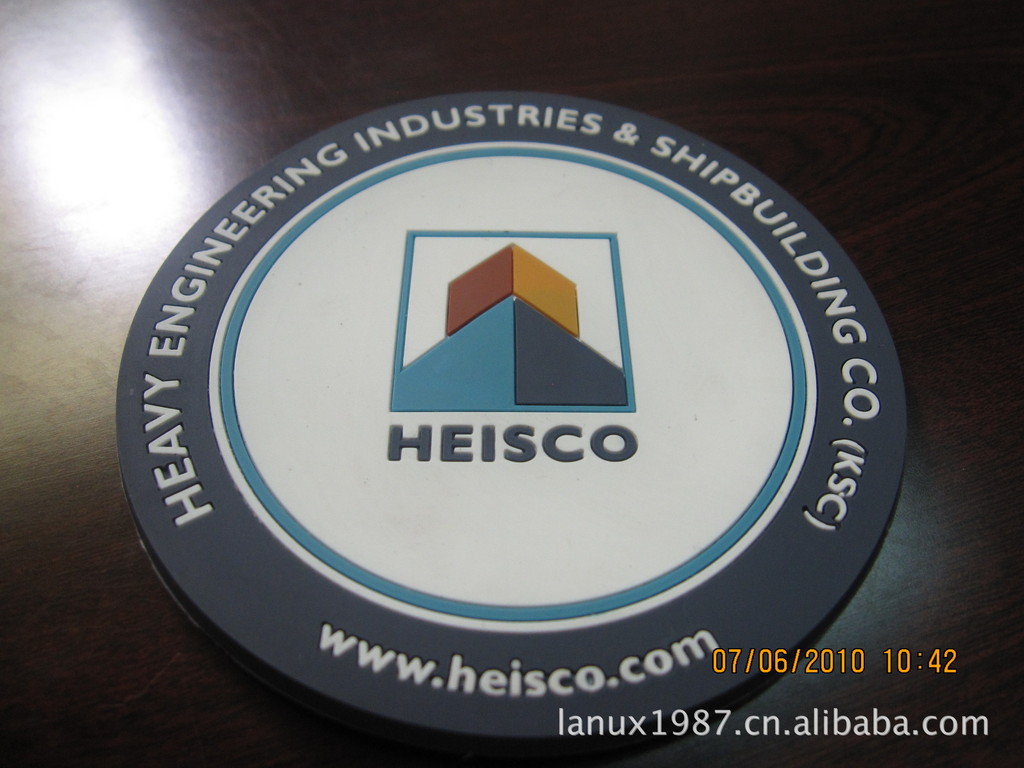 HEAVY ENGINEERING INDUSTRIES & SHIPBUILDING CO. (KSC)
HEISCO
www.heisco.com
07/06/2010 10:42
lanux1987.cn.alibaba.com